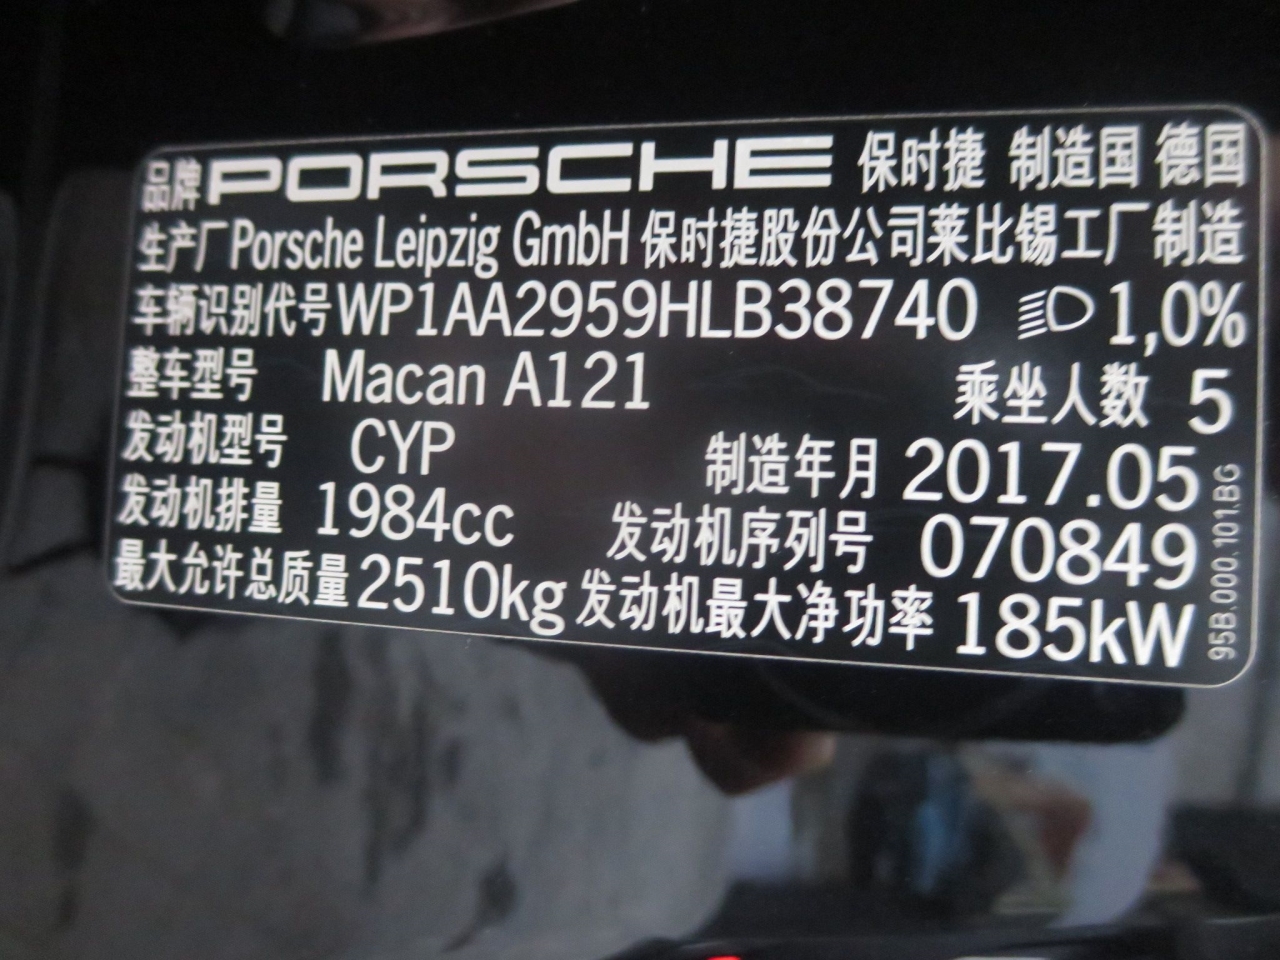 品牌 PORSCHE 保时捷 制造国 德国
生产厂 Porsche Leipzig GmbH 保时捷股份公司莱比锡工厂 制造
车辆识别代号 WP1AA2959HLB38740 1,0%
整车型号 Macan A121 乘坐人数 5
发动机型号 CYP 制造年月 2017.05
发动机排量 1984cc 发动机序列号 070849
最大允许总质量 2510kg 发动机最大净功率 185kW
95B.000.101.BG